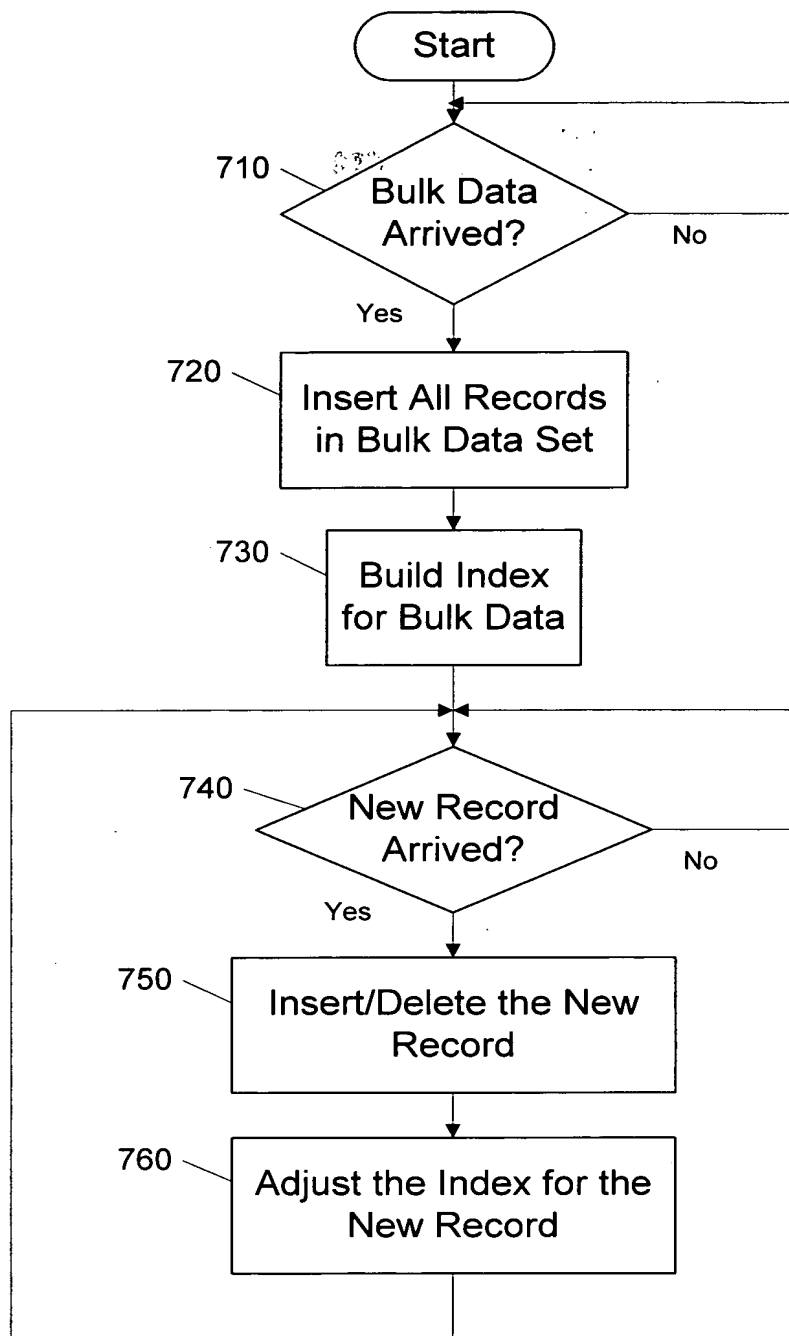 Start
710
Bulk Data
Arrived?
No
Yes
720
Insert All Records
in Bulk Data Set
730
Build Index
for Bulk Data
740
New Record
Arrived?
No
Yes
750
Insert/Delete the New
Record
760
Adjust the Index for the
New Record